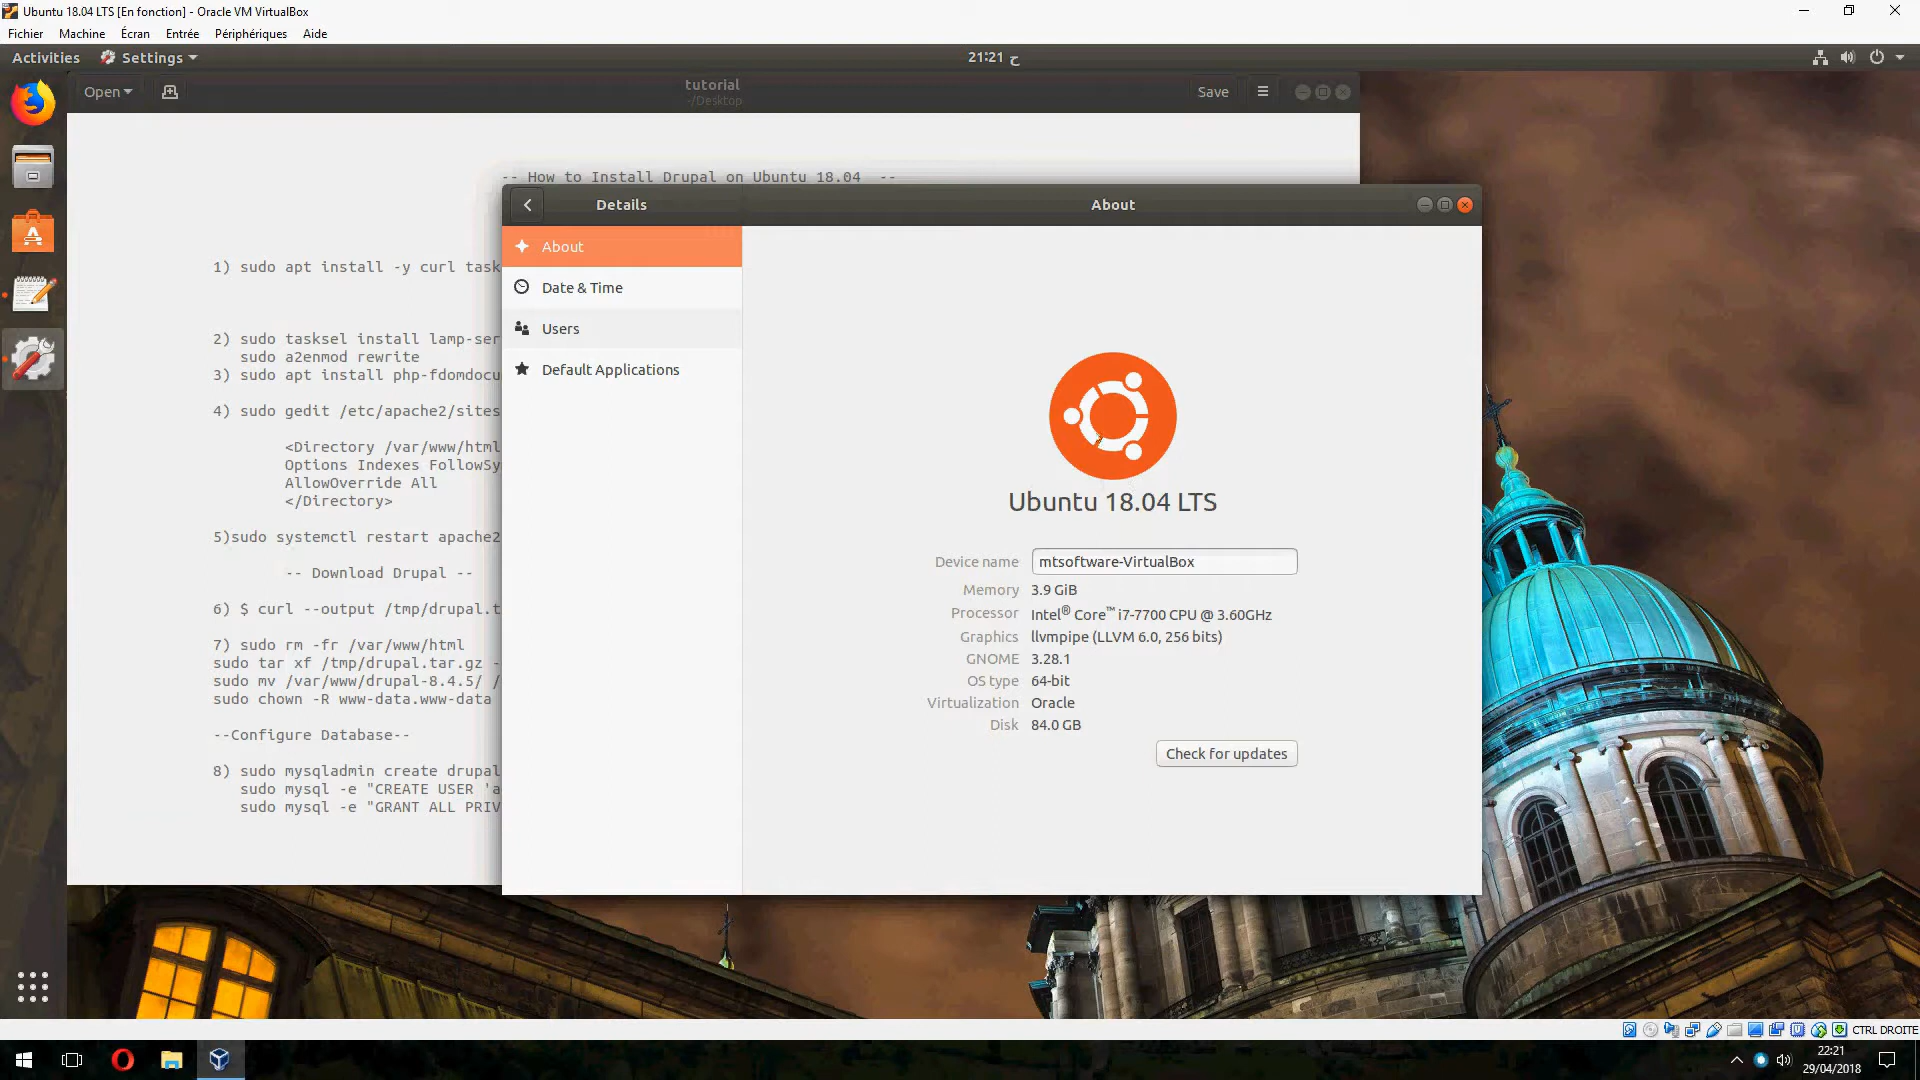 Ubuntu 18.04 LTS [En fonction] - Oracle VM VirtualBox
Fichier Machine Écran Entrée Périphériques Aide
Activities Settings 21:21 ح
Open tutorial Save
~/Desktop
-- How to Install Drupal on Ubuntu 18.04 --
Details About
About
Date & Time
Users
Default Applications
1) sudo apt install -y curl task
2) sudo tasksel install lamp-ser
sudo a2enmod rewrite
3) sudo apt install php-fdomdocu
4) sudo gedit /etc/apache2/sites
<Directory /var/www/html
Options Indexes FollowSy
AllowOverride All
</Directory>
5)sudo systemctl restart apache2
-- Download Drupal --
6) $ curl --output /tmp/drupal.t
7) sudo rm -fr /var/www/html
sudo tar xf /tmp/drupal.tar.gz -
sudo mv /var/www/drupal-8.4.5/ /
sudo chown -R www-data.www-data
--Configure Database--
8) sudo mysqladmin create drupal
sudo mysql -e "CREATE USER 'a
sudo mysql -e "GRANT ALL PRIV
Ubuntu 18.04 LTS
Device name mtsoftware-VirtualBox
Memory 3.9 GiB
Processor Intel® Core™ i7-7700 CPU @ 3.60GHz
Graphics llvmpipe (LLVM 6.0, 256 bits)
GNOME 3.28.1
OS type 64-bit
Virtualization Oracle
Disk 84.0 GB
Check for updates
CTRL DROITE
22:21
29/04/2018